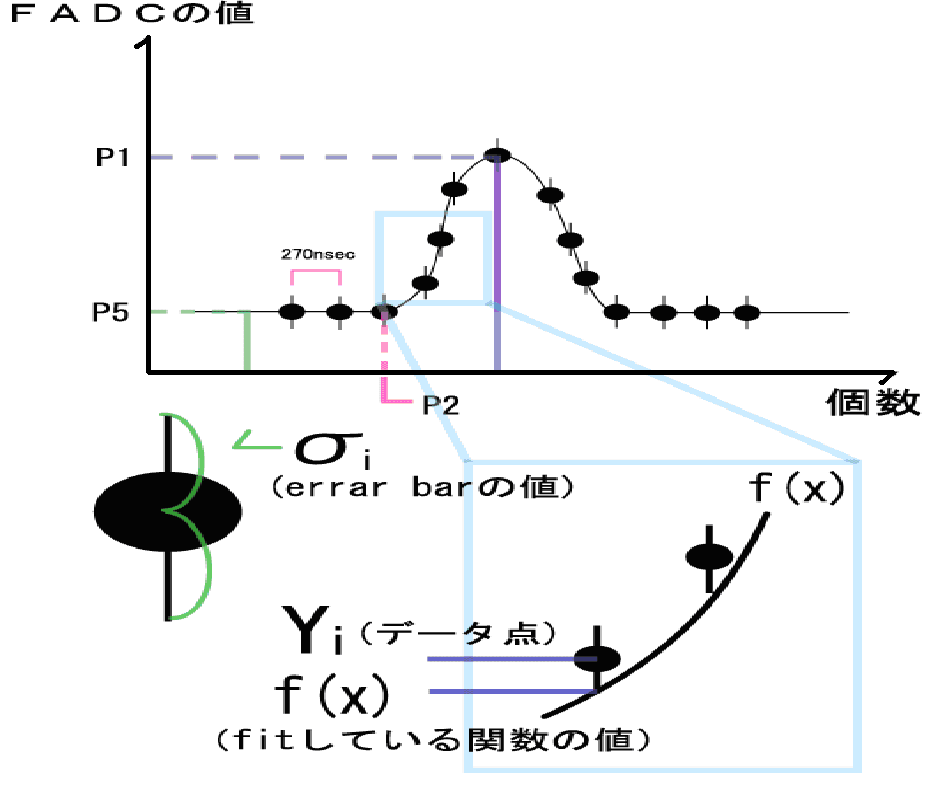 ＦＡＤＣの値
P1
270nsec
P5
P2
個数
σi
(errar barの値)
f(x)
Yi(データ点)
f(x)
(fitしている関数の値)